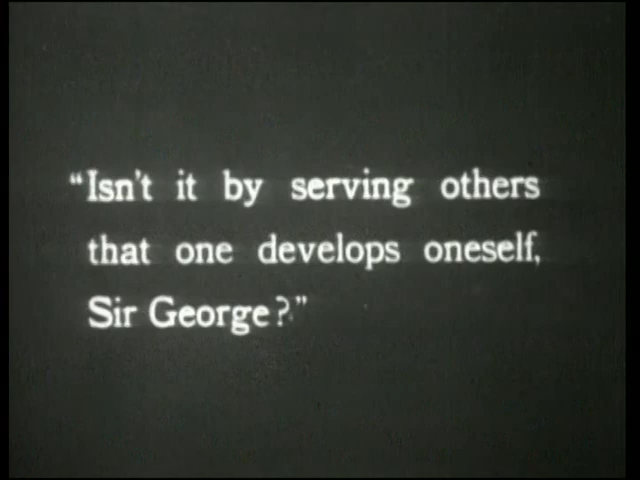 “Isn't it by serving others
that one develops oneself,
Sir George?”